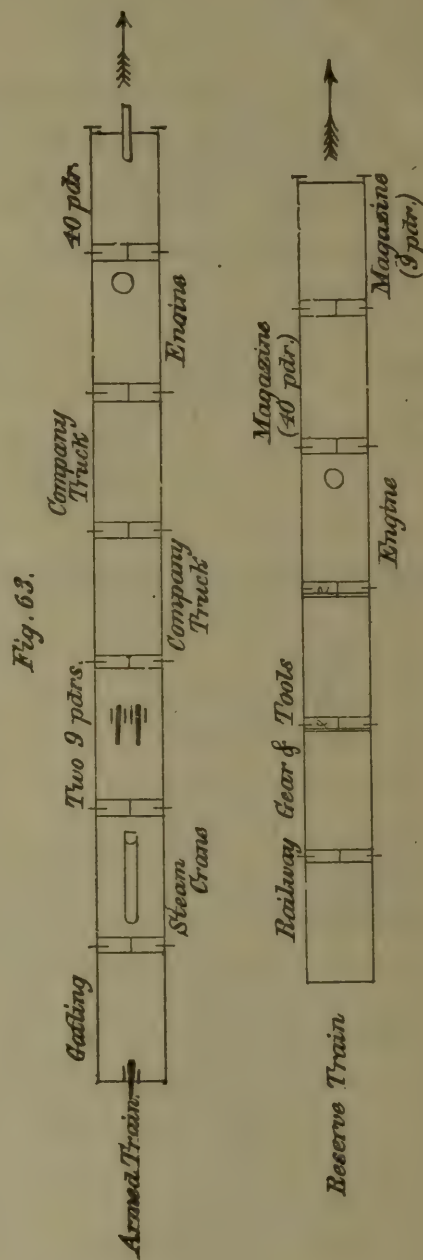 Fig. 63.
Armed Train.
Gatling
Steam
Crane
Two 9 pdrs.
Company
Truck
Company
Truck
Engine
40 pdr.
Reserve Train
Railway Gear & Tools
Engine
Magazine
(40 pdr.)
Magazine
(9 pdr.)